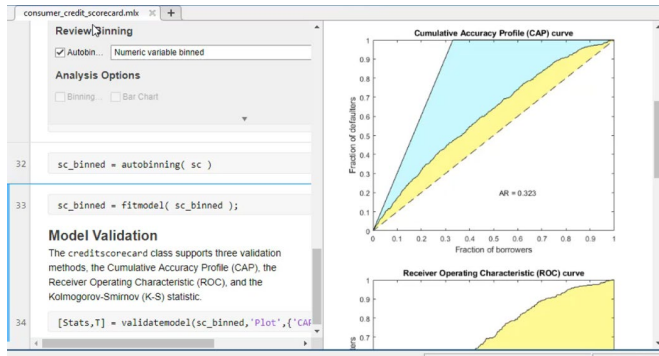 consumer_credit_scorecard.mlx
Review Binning
Autobin... Numeric variable binned
Analysis Options
Binning... Bar Chart
32 sc_binned = autobinning( sc )
33 sc_binned = fitmodel( sc_binned );
Model Validation
The creditscorecard class supports three validation
methods, the Cumulative Accuracy Profile (CAP), the
Receiver Operating Characteristic (ROC), and the
Kolmogorov-Smirnov (K-S) statistic.
34 [Stats,T] = validatemodel(sc_binned,'Plot',{'CAP
Cumulative Accuracy Profile (CAP) curve
1
0.9
0.8
0.7
0.6
0.5
0.4
0.3
0.2
0.1
0
Fraction of defaulters
AR = 0.323
0 0.1 0.2 0.3 0.4 0.5 0.6 0.7 0.8 0.9 1
Fraction of borrowers
Receiver Operating Characteristic (ROC) curve
1
0.9
0.8
0.7